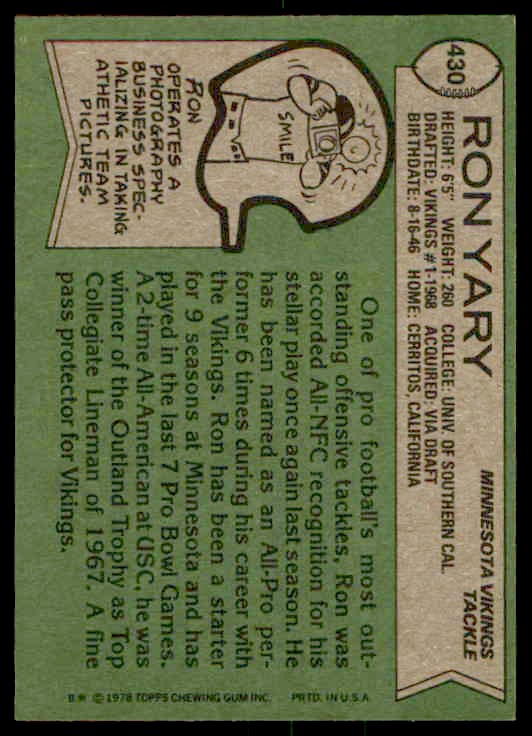 430
RON YARY
MINNESOTA VIKINGS
TACKLE
HEIGHT: 6'5" WEIGHT: 260 COLLEGE: UNIV. OF SOUTHERN CAL.
DRAFTED: VIKINGS #1-1968 ACQUIRED: VIA DRAFT
BIRTHDATE: 8-16-46 HOME: CERRITOS, CALIFORNIA
SMILE
RON
OPERATES A
PHOTOGRAPHY
BUSINESS SPEC-
IALIZING IN TAKING
ATHETIC TEAM
PICTURES.
One of pro football's most out-
standing offensive tackles, Ron was
accorded All-NFC recognition for his
stellar play once again last season. He
has been named as an All-Pro per-
former 6 times during his career with
the Vikings. Ron has been a starter
for 9 seasons at Minnesota and has
played in the last 7 Pro Bowl Games.
A 2-time All-American at USC, he was
winner of the Outland Trophy as Top
Collegiate Lineman of 1967. A fine
pass protector for Vikings.
B* © 1978 TOPPS CHEWING GUM INC. PRTD. IN U.S.A.